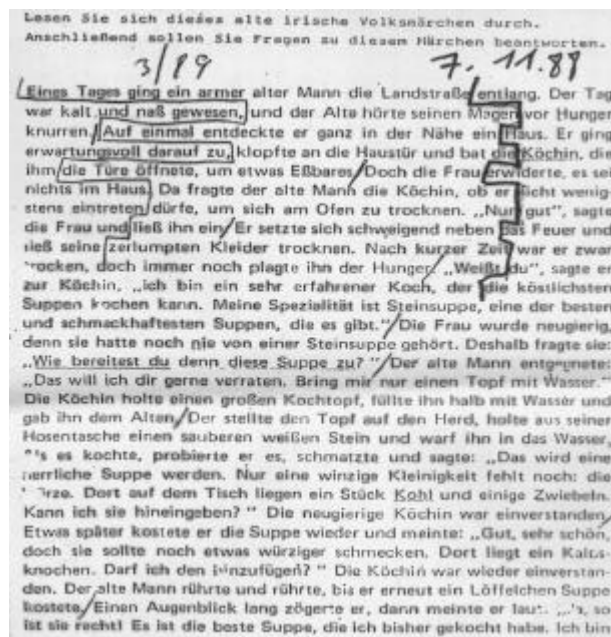 Lesen Sie sich dieses alte irische Volksmärchen durch.
Anschließend sollen Sie Fragen zu diesem Märchen beantworten.
3/89 7. 11.89
Eines Tages ging ein armer alter Mann die Landstraße entlang. Der Tag
war kalt und naß gewesen, und der Alte hörte seinen Magen vor Hunger
knurren. Auf einmal entdeckte er ganz in der Nähe ein Haus. Er ging
erwartungsvoll darauf zu, klopfte an die Haustür und bat die Köchin, die
ihm die Türe öffnete, um etwas Eßbares. Doch die Frau erwiderte, es sei
nichts im Haus. Da fragte der alte Mann die Köchin, ob er nicht wenig-
stens eintreten dürfe, um sich am Ofen zu trocknen. „Nun gut", sagte
die Frau und ließ ihn ein. Er setzte sich schweigend neben das Feuer und
ließ seine zerlumpten Kleider trocknen. Nach kurzer Zeit war er zwar
trocken, doch immer noch plagte ihn der Hunger. „Weißt du", sagte er
zur Köchin, „ich bin ein sehr erfahrener Koch, der die köstlichsten
Suppen kochen kann. Meine Spezialität ist Steinsuppe, eine der besten
und schmackhaftesten Suppen, die es gibt." Die Frau wurde neugierig,
denn sie hatte noch nie von einer Steinsuppe gehört. Deshalb fragte sie:
„Wie bereitest du denn diese Suppe zu?" Der alte Mann entgegnete:
„Das will ich dir gerne verraten. Bring mir nur einen Topf mit Wasser."
Die Köchin holte einen großen Kochtopf, füllte ihn halb mit Wasser und
gab ihn dem Alten. Der stellte den Topf auf den Herd, holte aus seiner
Hosentasche einen sauberen weißen Stein und warf ihn in das Wasser.
es kochte, probierte er es, schmatzte und sagte: „Das wird eine
herrliche Suppe werden. Nur eine winzige Kleinigkeit fehlt noch: die
Dort auf dem Tisch liegen ein Stück Kohl und einige Zwiebeln.
Kann ich sie hineingeben?" Die neugierige Köchin war einverstanden.
Etwas später kostete er die Suppe wieder und meinte: „Gut, sehr schön,
doch sie sollte noch etwas würziger schmecken. Dort liegt ein Kalbs-
knochen. Darf ich den hinzufügen?" Die Köchin war wieder einverstan-
den. Der alte Mann rührte und rührte, bis er erneut ein Löffelchen Suppe
kostete. Einen Augenblick lang zögerte er, dann meinte er laut: so
ist sie recht! Es ist die beste Suppe, die ich bisher gekocht habe. Ich bin